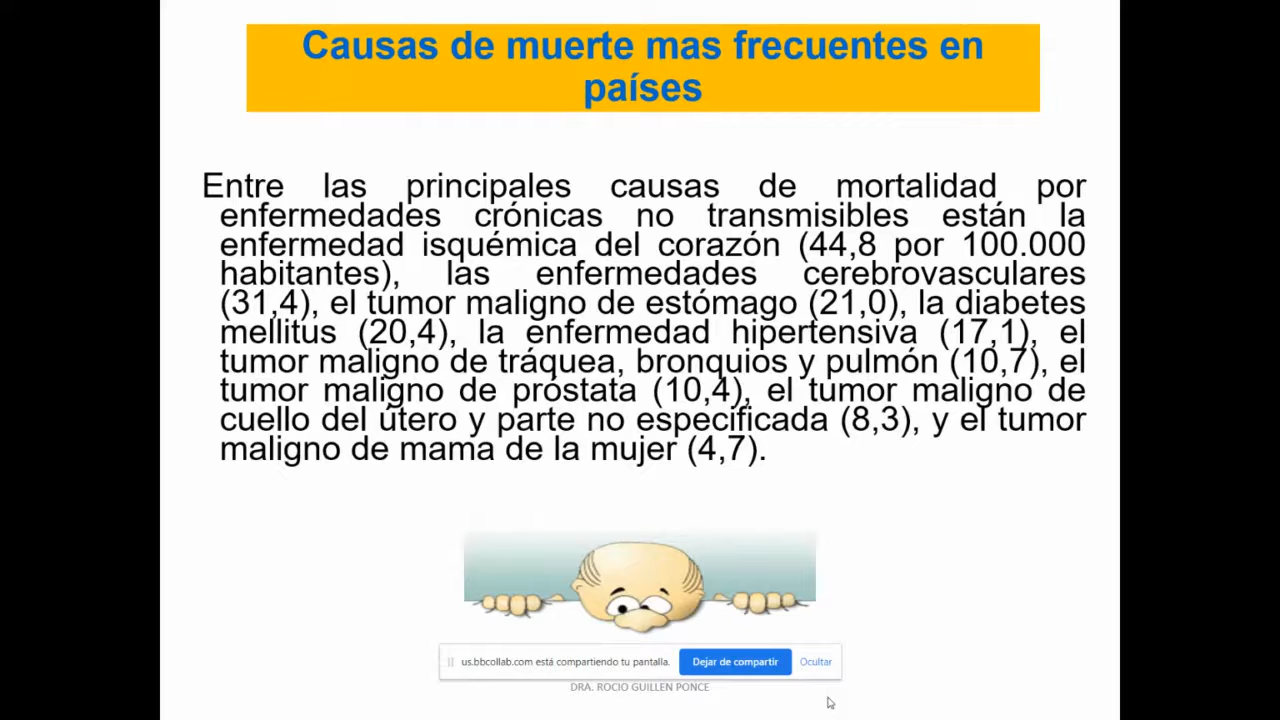 Causas de muerte mas frecuentes en
países
Entre las principales causas de mortalidad por
enfermedades crónicas no transmisibles están la
enfermedad isquémica del corazón (44,8 por 100.000
habitantes), las enfermedades cerebrovasculares
(31,4), el tumor maligno de estómago (21,0), la diabetes
mellitus (20,4), la enfermedad hipertensiva (17,1), el
tumor maligno de tráquea, bronquios y pulmón (10,7), el
tumor maligno de próstata (10,4), el tumor maligno de
cuello del útero y parte no especificada (8,3), y el tumor
maligno de mama de la mujer (4,7).
us.bbcollab.com está compartiendo tu pantalla. Dejar de compartir Ocultar
DRA. ROCIO GUILLEN PONCE